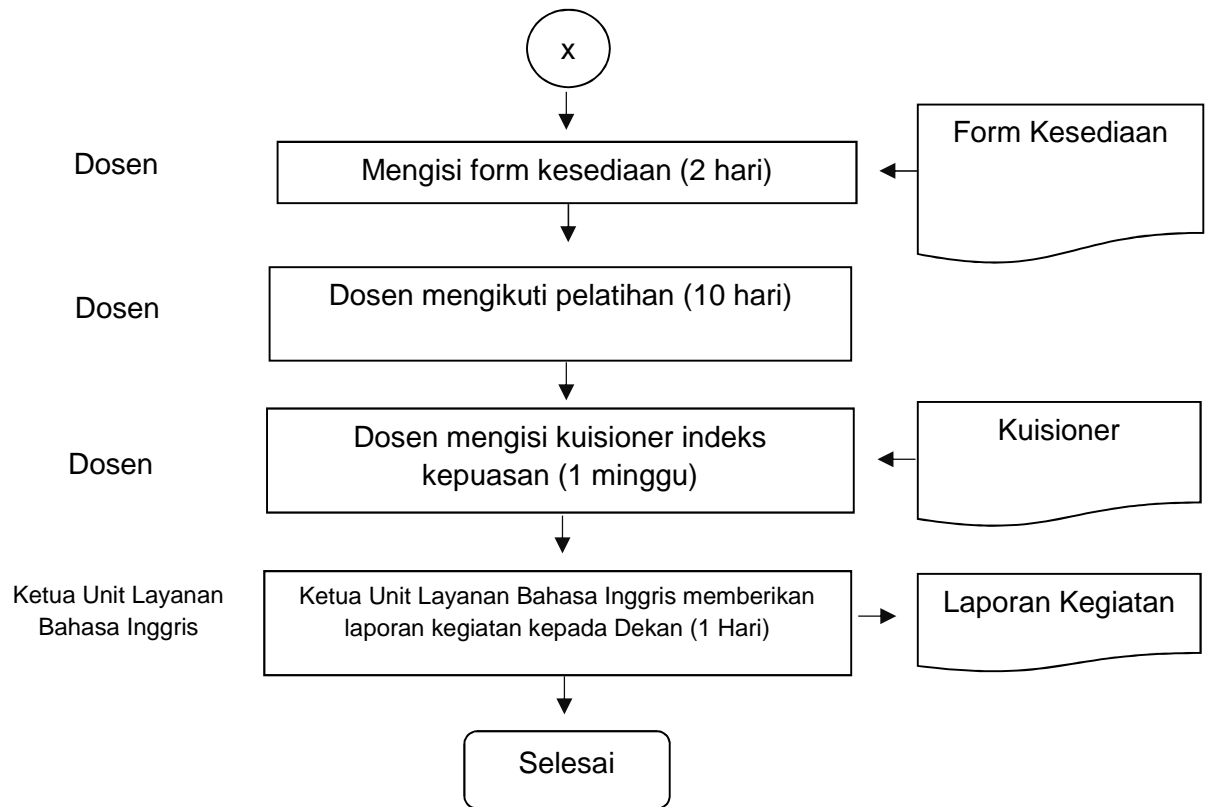 x
Dosen
Mengisi form kesediaan (2 hari)
Form Kesediaan
Dosen
Dosen mengikuti pelatihan (10 hari)
Dosen
Dosen mengisi kuisioner indeks
kepuasan (1 minggu)
Kuisioner
Ketua Unit Layanan
Bahasa Inggris
Ketua Unit Layanan Bahasa Inggris memberikan
laporan kegiatan kepada Dekan (1 Hari)
Laporan Kegiatan
Selesai